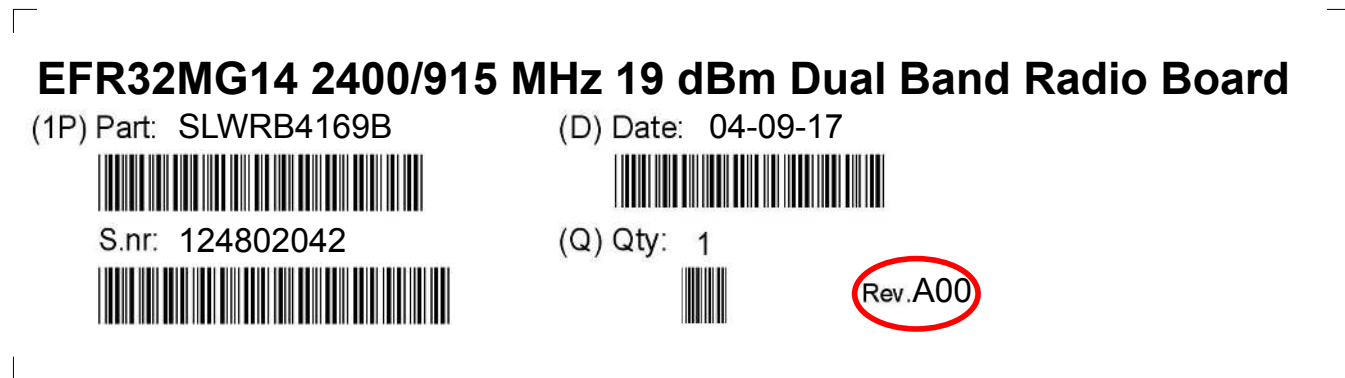 EFR32MG14 2400/915 MHz 19 dBm Dual Band Radio Board
(1P) Part: SLWRB4169B (D) Date: 04-09-17
S.nr: 124802042 (Q) Qty: 1
Rev.A00